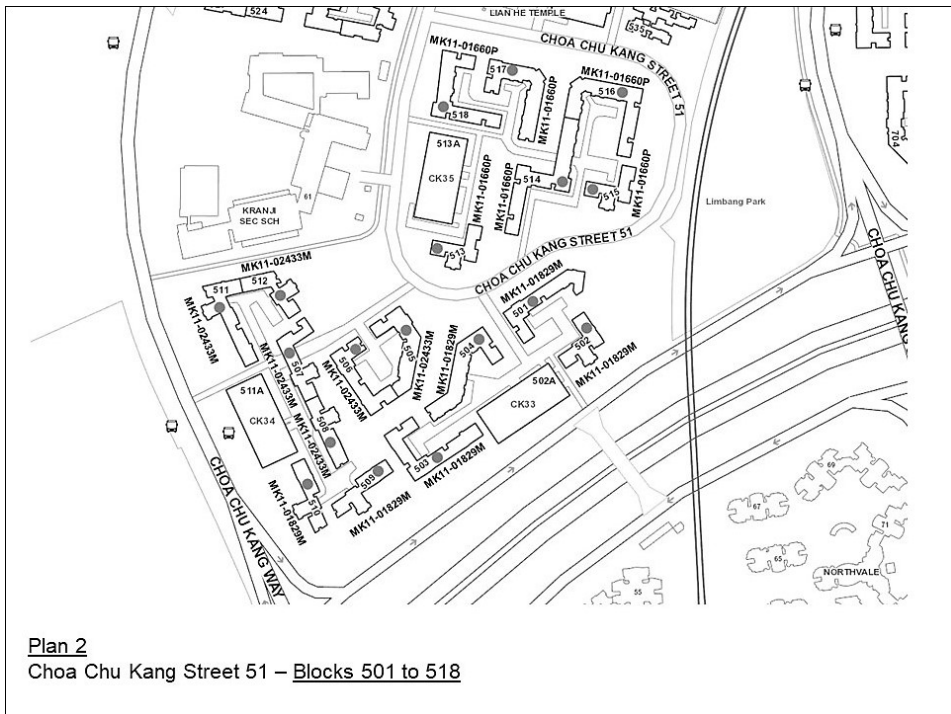 LIAN HE TEMPLE
524
535
CHOA CHU KANG STREET 51
MK11-01660P
517
MK11-01660P
516
518
MK11-01660P
513A
CK35
MK11-01660P
514
MK11-01660P
515
MK11-01660P
704
61
KRANJI
SEC SCH
Limbang Park
513
CHOA CHU KANG STREET 51
CHOA CHU KANG
MK11-02433M
511
512
MK11-02433M
MK11-01829M
501
502
MK11-01829M
507
MK11-02433M
506
MK11-02433M
505
MK11-02433M
MK11-01829M
504
511A
CK34
502A
CK33
508
MK11-02433M
503
MK11-01829M
509
MK11-01829M
510
MK11-01829M
CHOA CHU KANG WAY
69
67
71
65
NORTHVALE
55
Plan 2
Choa Chu Kang Street 51 – Blocks 501 to 518